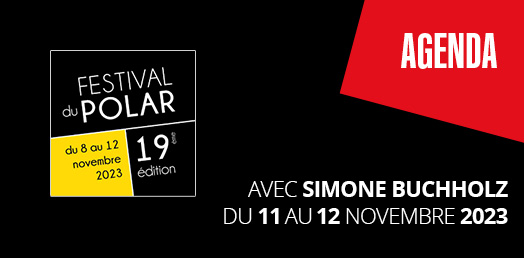 AGENDA
FESTIVAL
du POLAR
du 8 au 12
novembre
2023
19ème
édition
AVEC SIMONE BUCHHOLZ
DU 11 AU 12 NOVEMBRE 2023